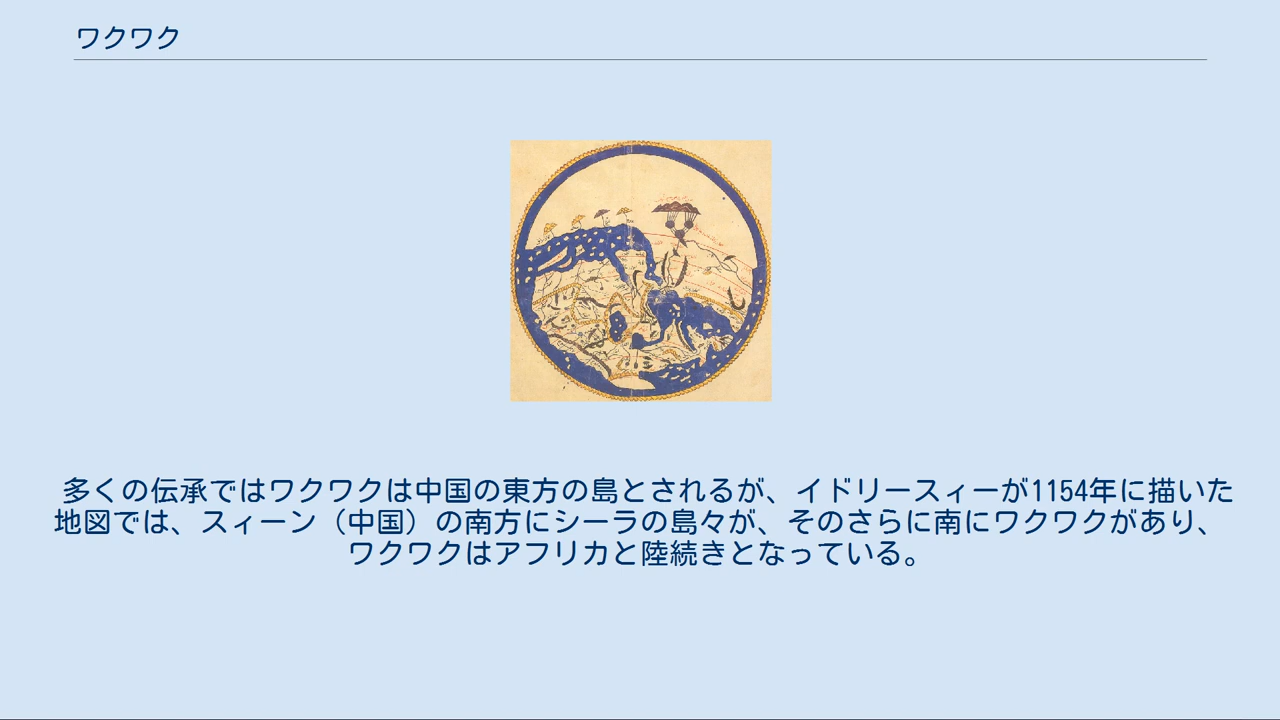 ワクワク
多くの伝承ではワクワクは中国の東方の島とされるが、イドリースィーが1154年に描いた
地図では、スィーン（中国）の南方にシーラの島々が、そのさらに南にワクワクがあり、
ワクワクはアフリカと陸続きとなっている。